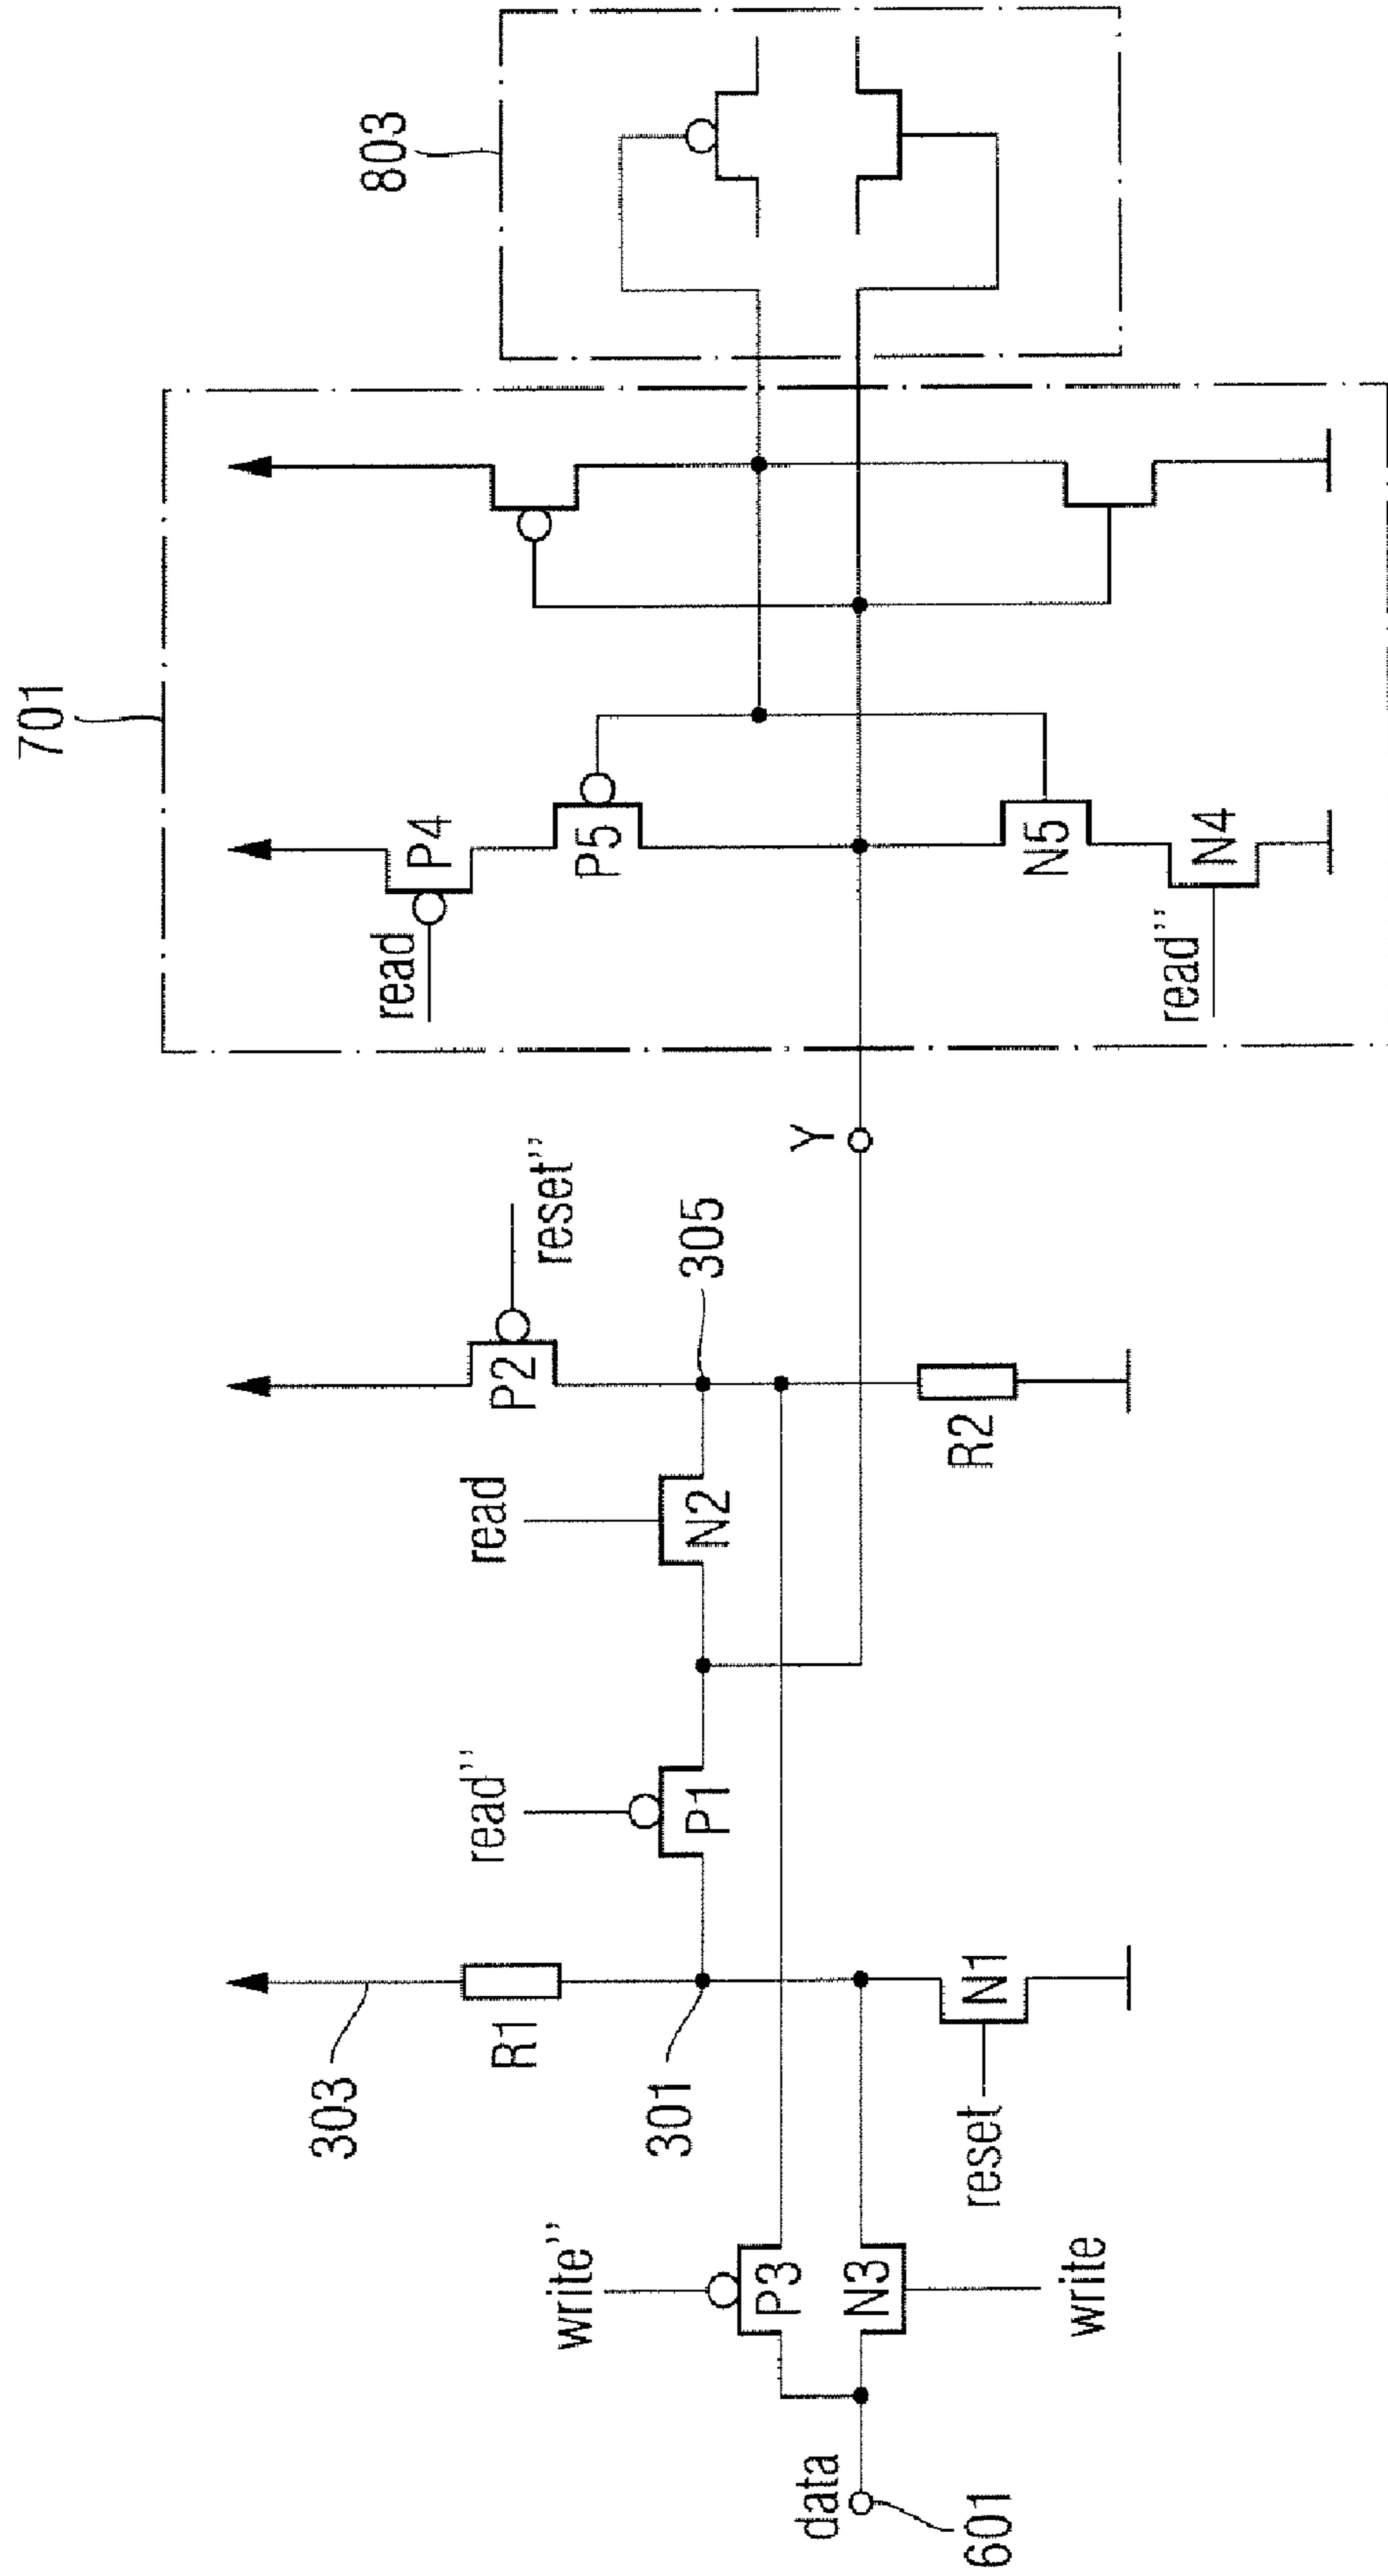 701
803
read
P4
P5
N5
N4
read''
reset''
P2
305
Y
read
N2
R2
read''
P1
303
R1
301
N1
reset
write''
P3
N3
write
data
601